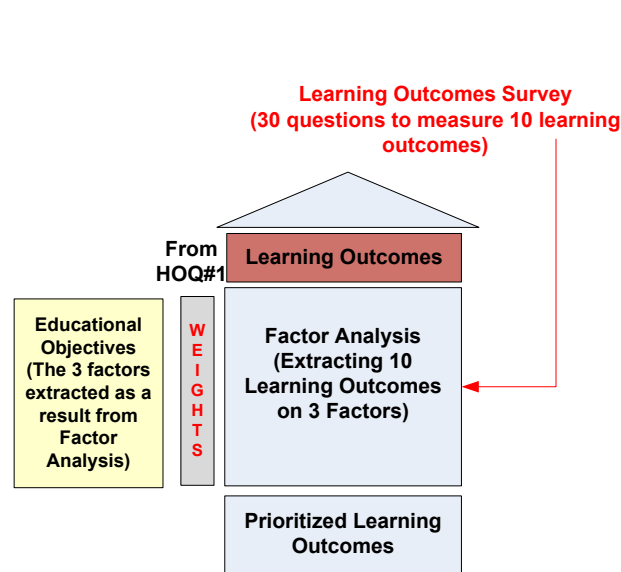 Learning Outcomes Survey
(30 questions to measure 10 learning
outcomes)
From
HOQ#1
Learning Outcomes
Educational
Objectives
(The 3 factors
extracted as a
result from
Factor
Analysis)
W
E
I
G
H
T
S
Factor Analysis
(Extracting 10
Learning Outcomes
on 3 Factors)
Prioritized Learning
Outcomes